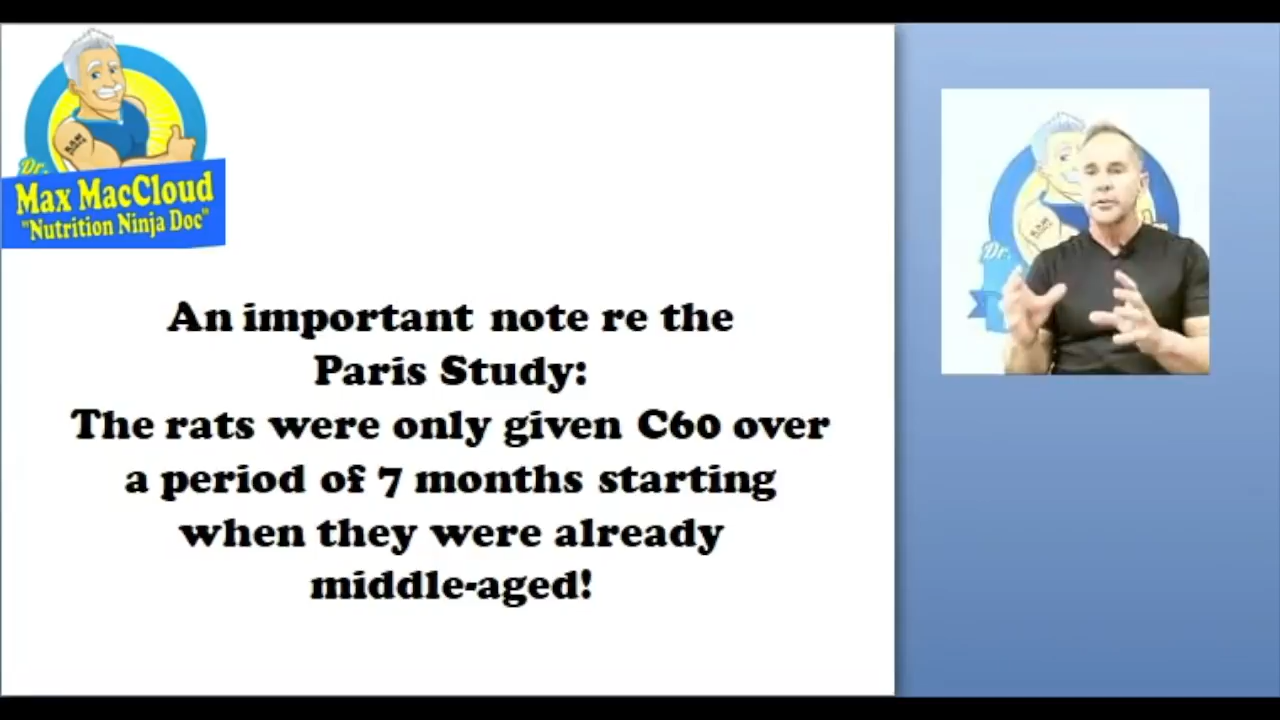 Dr.
Max MacCloud
"Nutrition Ninja Doc"
An important note re the
Paris Study:
The rats were only given C60 over
a period of 7 months starting
when they were already
middle-aged!
Dr.